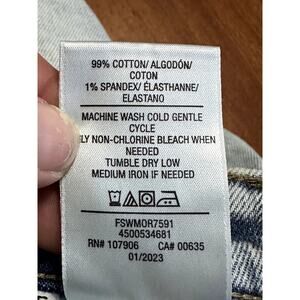 99% COTTON/ ALGODÓN/
COTON
1% SPANDEX/ ÉLASTHANNE/
ELASTANO
MACHINE WASH COLD GENTLE
CYCLE
NON-CHLORINE BLEACH WHEN
NEEDED
TUMBLE DRY LOW
MEDIUM IRON IF NEEDED
FSWMOR7591
4500534681
RN# 107906 CA# 00635
01/2023